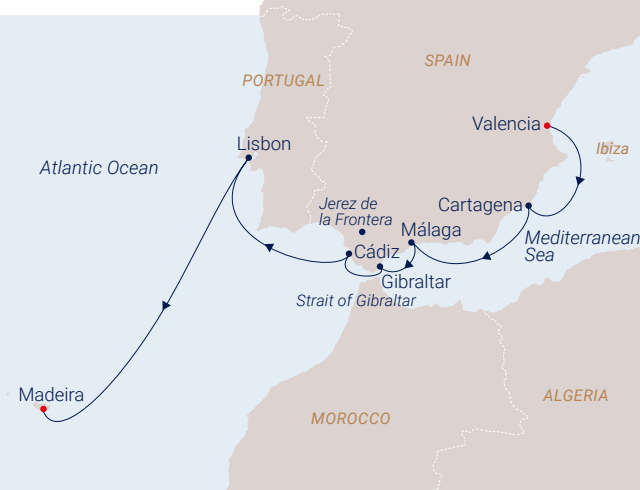 SPAIN
PORTUGAL
Valencia
Lisbon
Ibiza
Atlantic Ocean
Jerez de
la Frontera
Cartagena
Málaga
Mediterranean
Sea
Cádiz
Gibraltar
Strait of Gibraltar
Madeira
ALGERIA
MOROCCO